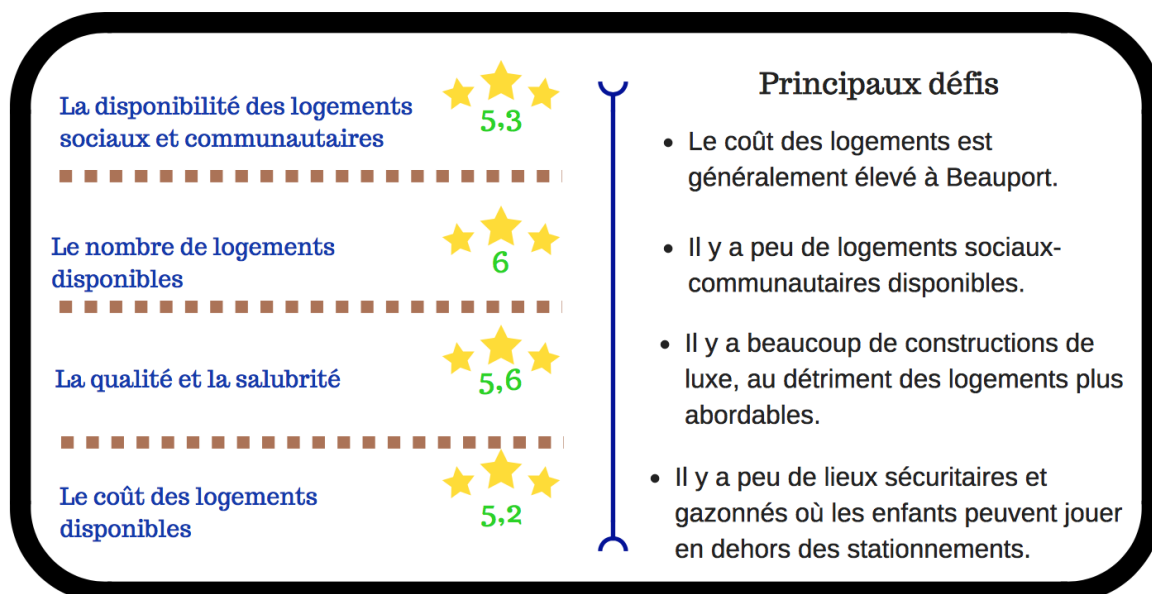 La disponibilité des logements
sociaux et communautaires
5,3
Le nombre de logements
disponibles
6
La qualité et la salubrité
5,6
Le coût des logements
disponibles
5,2
Principaux défis
• Le coût des logements est
généralement élevé à Beauport.
• Il y a peu de logements sociaux-
communautaires disponibles.
• Il y a beaucoup de constructions de
luxe, au détriment des logements plus
abordables.
• Il y a peu de lieux sécuritaires et
gazonnés où les enfants peuvent jouer
en dehors des stationnements.